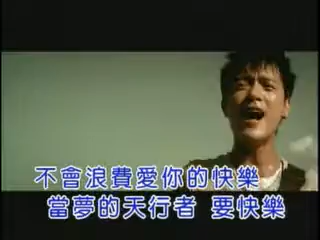 不會浪費愛你的快樂
當夢的天行者 要快樂